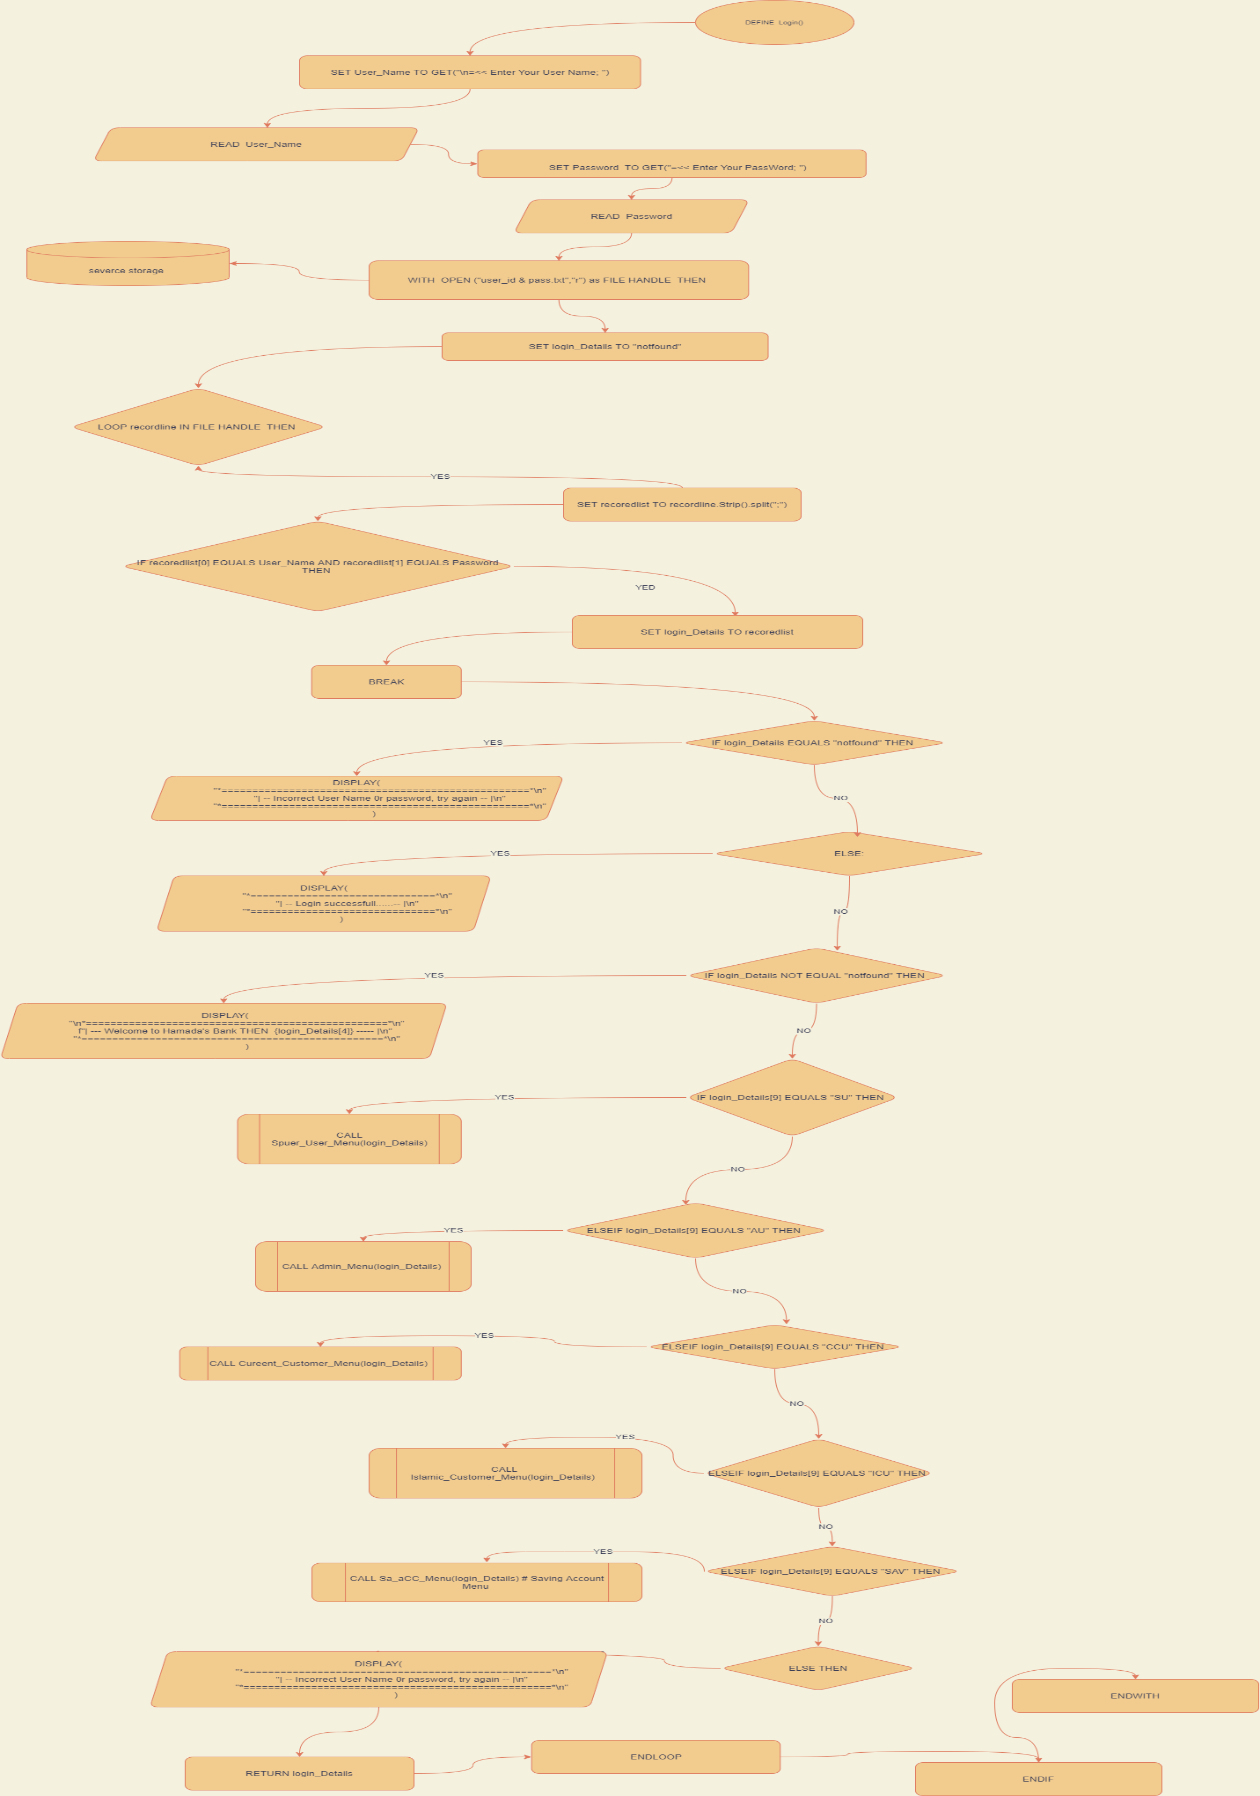 DEFINE Login()
SET User_Name TO GET("\n=<< Enter Your User Name; ")
READ User_Name
SET Password TO GET("=<< Enter Your PassWord; ")
READ Password
severce storage
WITH OPEN ("user_id & pass.txt","r") as FILE HANDLE THEN
SET login_Details TO "notfound"
LOOP recordline IN FILE HANDLE THEN
YES
SET recoredlist TO recordline.Strip().split(";")
IF recoredlist[0] EQUALS User_Name AND recoredlist[1] EQUALS Password
THEN
YED
SET login_Details TO recoredlist
BREAK
IF login_Details EQUALS "notfound" THEN
YES
DISPLAY(
"*==================================================*\n"
"| -- Incorrect User Name 0r password, try again -- |\n"
"*==================================================*\n"
)
NO
ELSE:
YES
DISPLAY(
"*==============================*\n"
"| -- Login successfull.....-- |\n"
"*==============================*\n"
)
NO
IF login_Details NOT EQUAL "notfound" THEN
YES
DISPLAY(
"\n*=================================================*\n"
f"| --- Welcome to Hamada's Bank THEN {login_Details[4]} ----- |\n"
"*=================================================*\n"
)
NO
IF login_Details[9] EQUALS "SU" THEN
YES
CALL
Spuer_User_Menu(login_Details)
NO
ELSEIF login_Details[9] EQUALS "AU" THEN
YES
CALL Admin_Menu(login_Details)
NO
ELSEIF login_Details[9] EQUALS "CCU" THEN
YES
CALL Cureent_Customer_Menu(login_Details)
NO
ELSEIF login_Details[9] EQUALS "ICU" THEN
YES
CALL
Islamic_Customer_Menu(login_Details)
NO
ELSEIF login_Details[9] EQUALS "SAV" THEN
YES
CALL Sa_aCC_Menu(login_Details) # Saving Account
Menu
NO
ELSE THEN
DISPLAY(
"*==================================================*\n"
"| -- Incorrect User Name 0r password, try again -- |\n"
"*==================================================*\n"
)
ENDWITH
RETURN login_Details
ENDLOOP
ENDIF